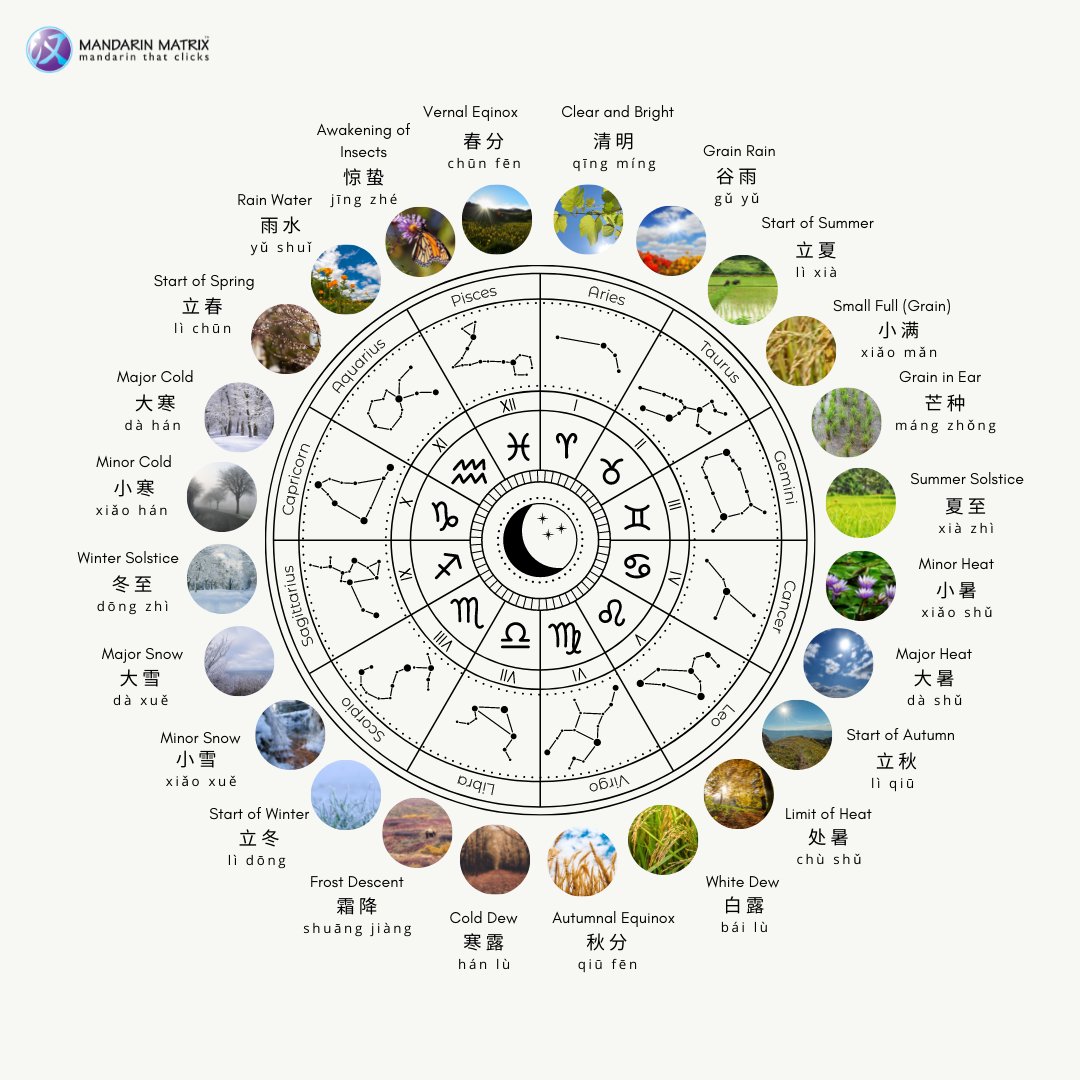 汉 MANDARIN MATRIX™
mandarin that clicks
Vernal Eqinox
春分
chūn fēn
Clear and Bright
清明
qīng míng
Grain Rain
谷雨
gǔ yǔ
Start of Summer
立夏
lì xià
Small Full (Grain)
小满
xiǎo mǎn
Grain in Ear
芒种
máng zhǒng
Summer Solstice
夏至
xià zhì
Minor Heat
小暑
xiǎo shǔ
Major Heat
大暑
dà shǔ
Start of Autumn
立秋
lì qiū
Limit of Heat
处暑
chù shǔ
White Dew
白露
bái lù
Autumnal Equinox
秋分
qiū fēn
Cold Dew
寒露
hán lù
Frost Descent
霜降
shuāng jiàng
Start of Winter
立冬
lì dōng
Minor Snow
小雪
xiǎo xuě
Major Snow
大雪
dà xuě
Winter Solstice
冬至
dōng zhì
Minor Cold
小寒
xiǎo hán
Major Cold
大寒
dà hán
Start of Spring
立春
lì chūn
Rain Water
雨水
yǔ shuǐ
Awakening of
Insects
惊蛰
jīng zhé
Aries
Taurus
Gemini
Cancer
Leo
Virgo
Libra
Scorpio
Sagittarius
Capricorn
Aquarius
Pisces
I
II
III
IV
V
VI
VII
VIII
XI
X
XI
XII